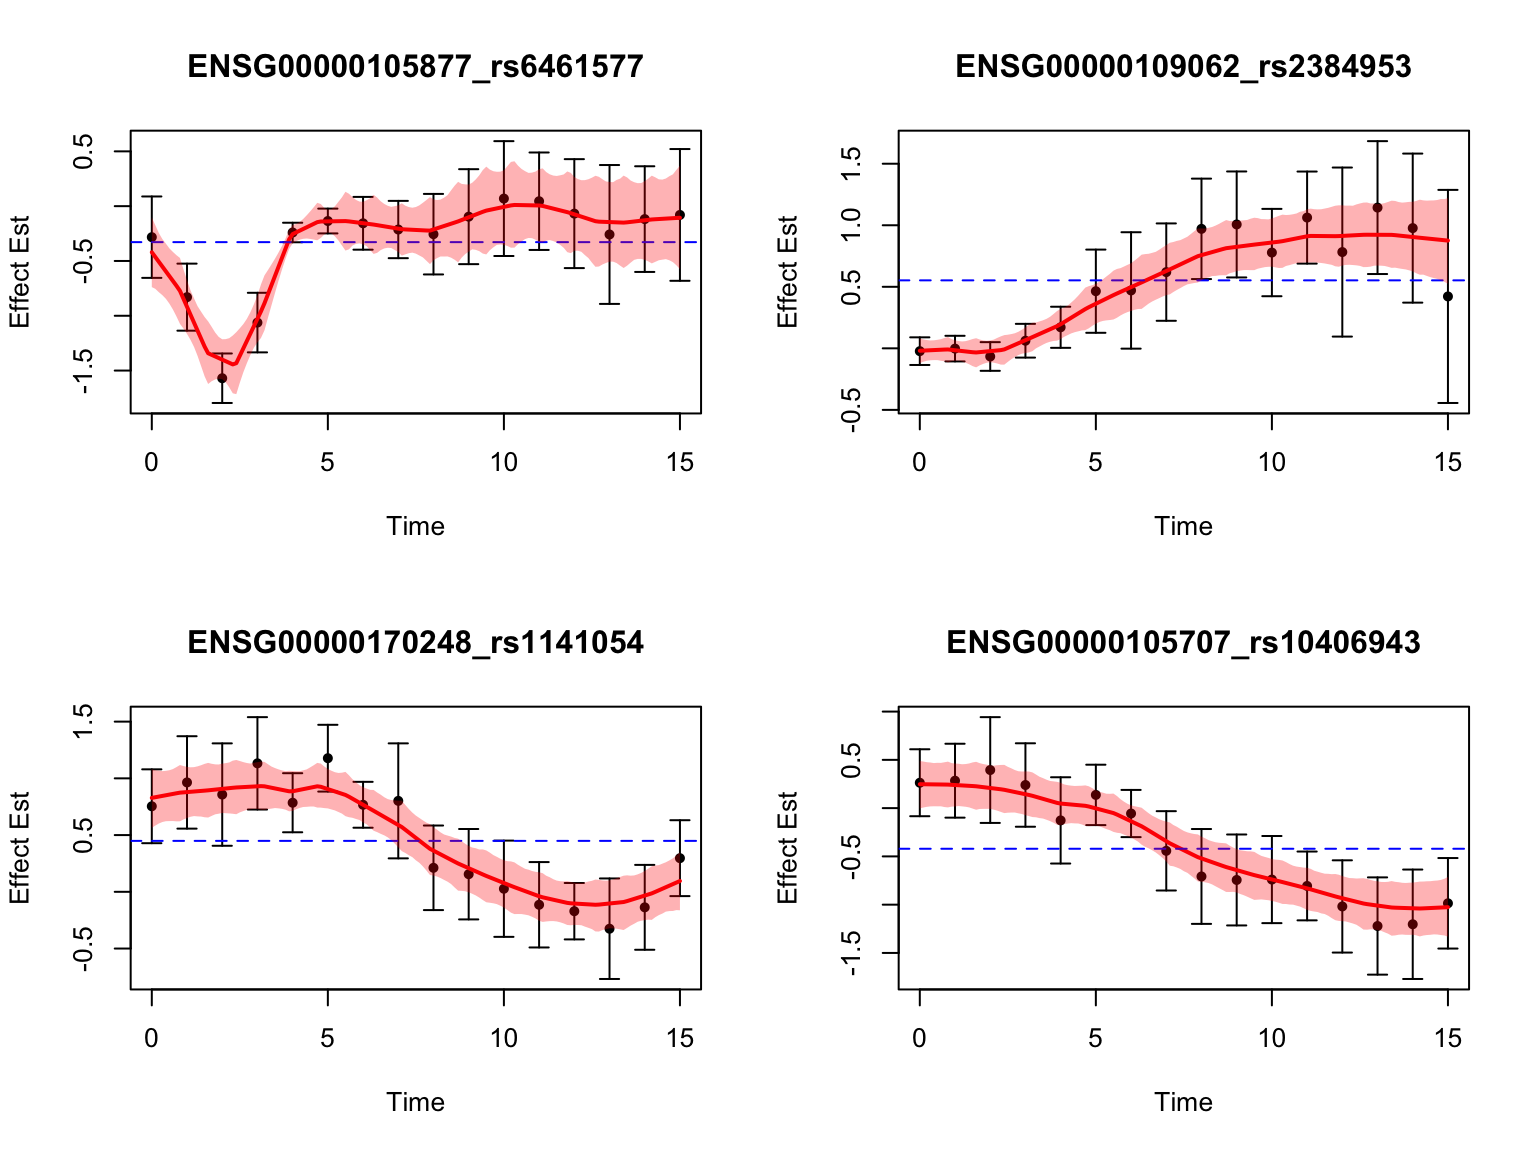 ENSG00000105877_rs6461577
Effect Est
0.5
-0.5
-1.5
0 5 10 15
Time
ENSG00000109062_rs2384953
Effect Est
1.5
1.0
0.5
-0.5
0 5 10 15
Time
ENSG00000170248_rs1141054
Effect Est
1.5
0.5
-0.5
0 5 10 15
Time
ENSG00000105707_rs10406943
Effect Est
0.5
-0.5
-1.5
0 5 10 15
Time